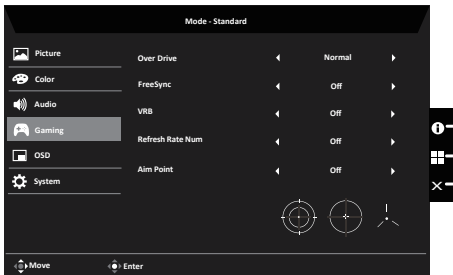 Mode - Standard
Picture
Color
Audio
Gaming
OSD
System
Over Drive Normal
FreeSync Off
VRB Off
Refresh Rate Num Off
Aim Point Off
Move Enter